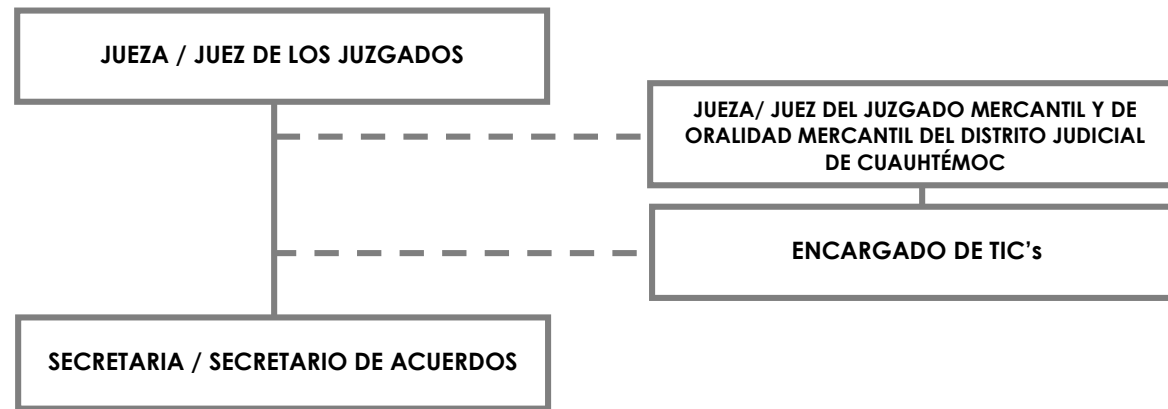 JUEZA / JUEZ DE LOS JUZGADOS
JUEZA/ JUEZ DEL JUZGADO MERCANTIL Y DE
ORALIDAD MERCANTIL DEL DISTRITO JUDICIAL
DE CUAUHTÉMOC
ENCARGADO DE TIC's
SECRETARIA / SECRETARIO DE ACUERDOS